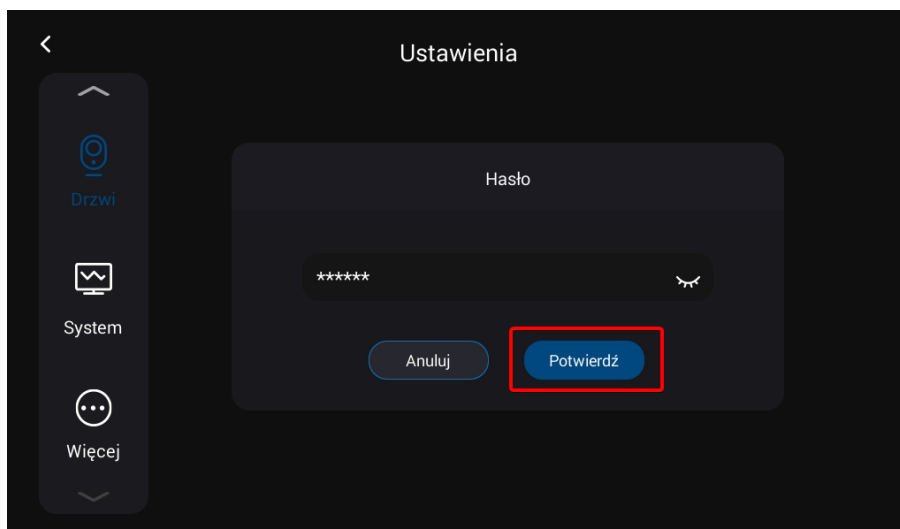 Ustawienia
Drzwi
System
Więcej
Hasło
******
Anuluj
Potwierdź